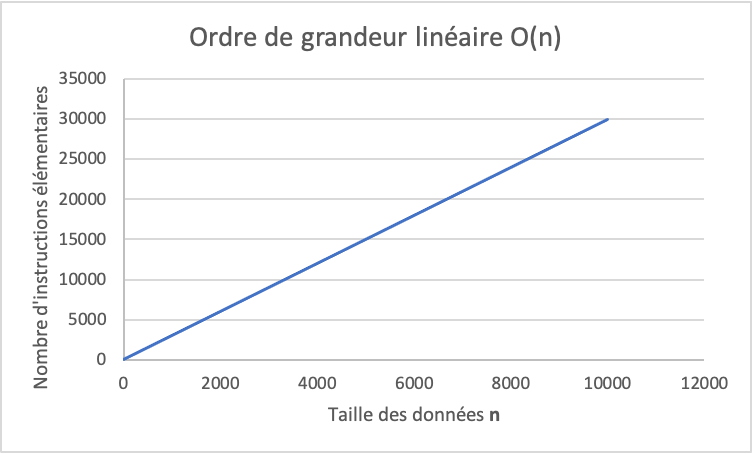 Ordre de grandeur linéaire O(n)
Nombre d'instructions élémentaires
35000
30000
25000
20000
15000
10000
5000
0
0 2000 4000 6000 8000 10000 12000
Taille des données n